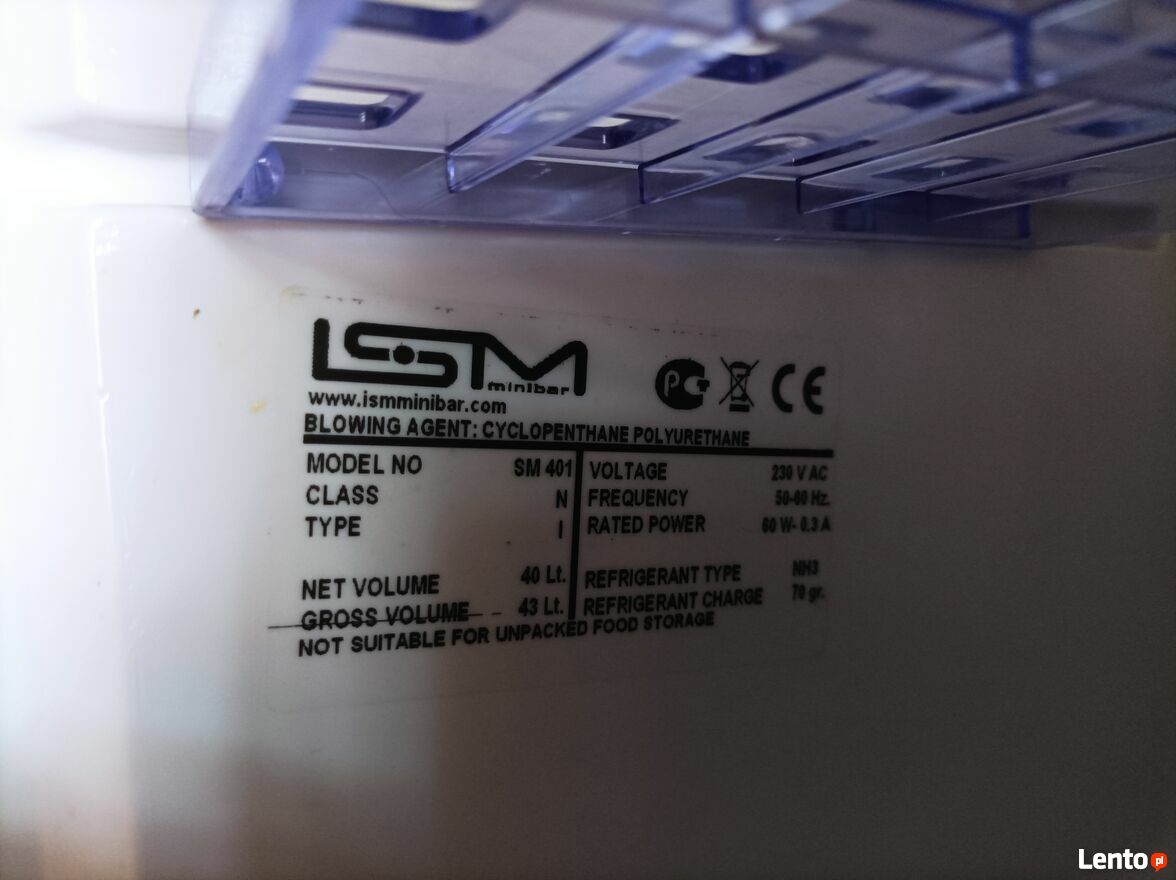 ISM
minibar
www.ismminibar.com
PC CE
BLOWING AGENT: CYCLOPENTHANE POLYURETHANE
MODEL NO SM 401
CLASS N
TYPE I
NET VOLUME 40 Lt.
GROSS VOLUME 43 Lt.
VOLTAGE 230 V AC
FREQUENCY 50-60 Hz.
RATED POWER 60 W- 0.3 A
REFRIGERANT TYPE NH3
REFRIGERANT CHARGE 70 gr.
NOT SUITABLE FOR UNPACKED FOOD STORAGE
Lento pl